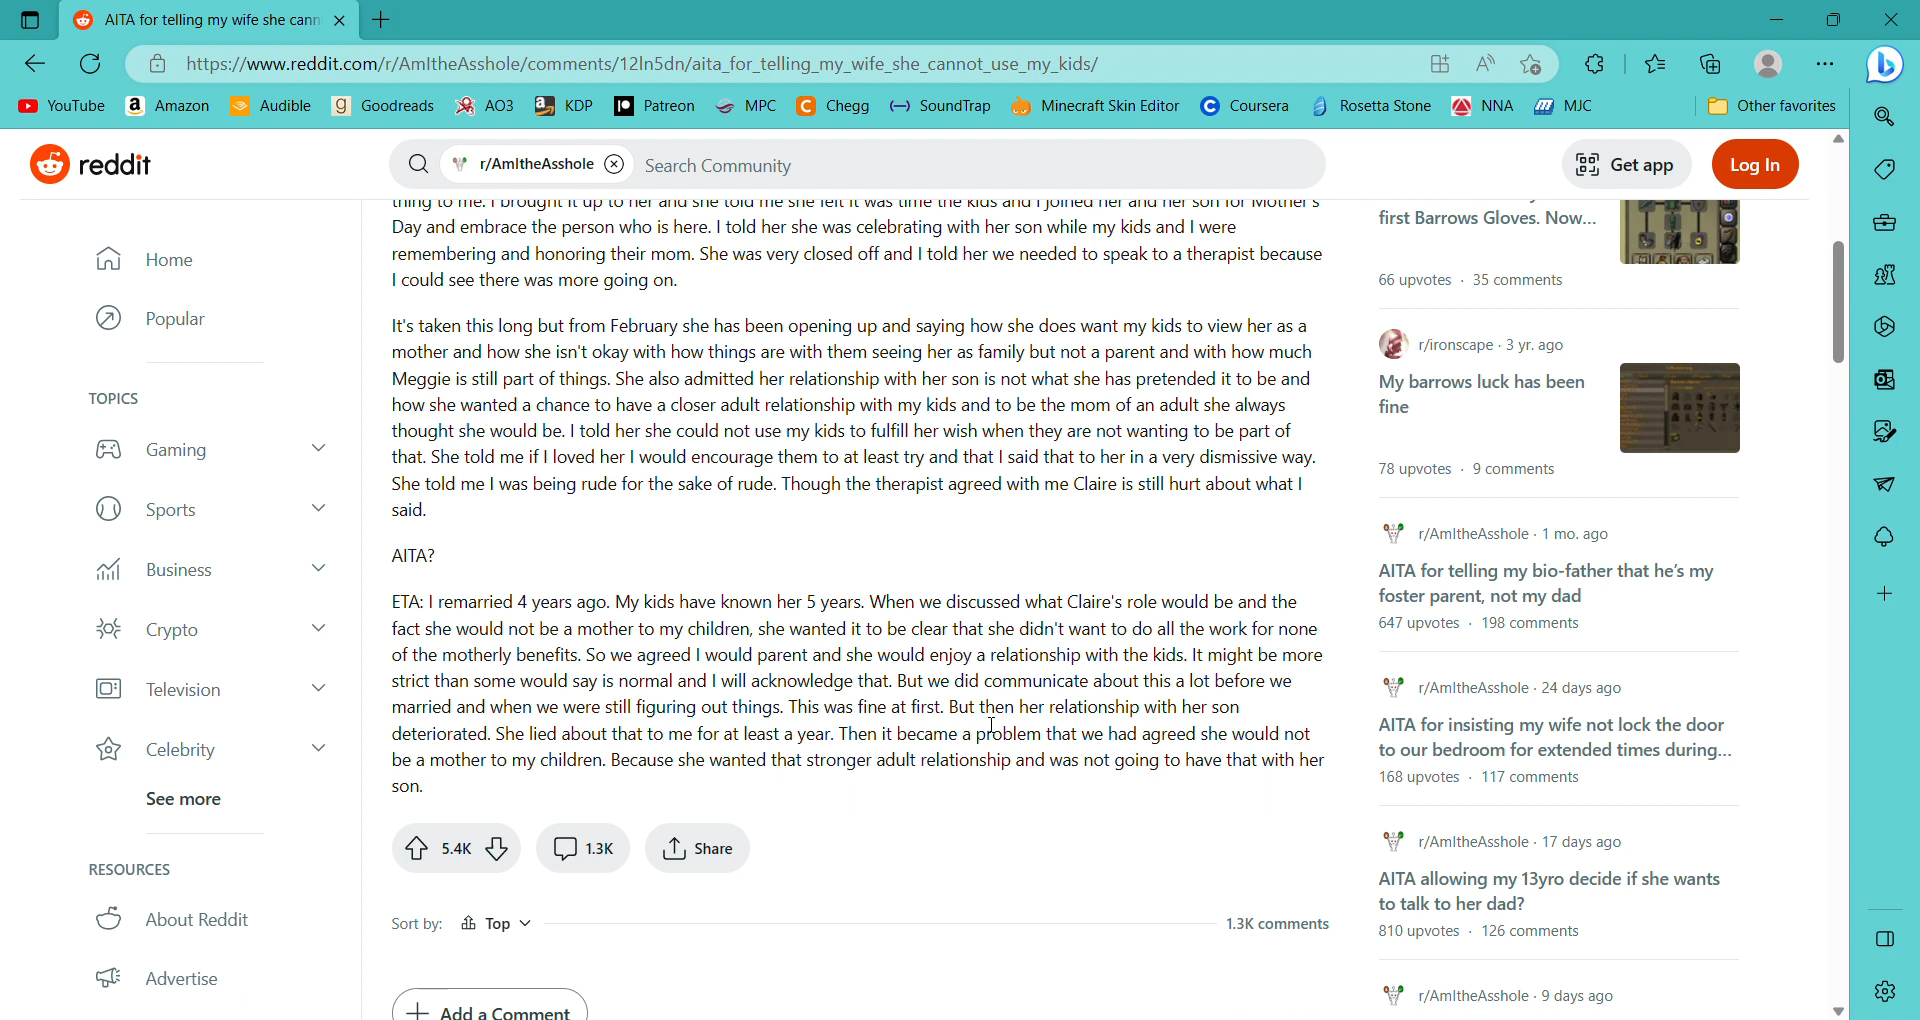 AITA for telling my wife she cann
https://www.reddit.com/r/AmItheAsshole/comments/12ln5dn/aita_for_telling_my_wife_she_cannot_use_my_kids/
YouTube Amazon Audible Goodreads AO3 KDP Patreon MPC Chegg SoundTrap Minecraft Skin Editor Coursera Rosetta Stone NNA MJC Other favorites
reddit r/AmItheAsshole Search Community Get app Log In
Home
Popular
TOPICS
Gaming
Sports
Business
Crypto
Television
Celebrity
See more
RESOURCES
About Reddit
Advertise
thing to me. I brought it up to her and she told me she felt it was time the kids and I joined her and her son for Mother's
Day and embrace the person who is here. I told her she was celebrating with her son while my kids and I were
remembering and honoring their mom. She was very closed off and I told her we needed to speak to a therapist because
I could see there was more going on.
It's taken this long but from February she has been opening up and saying how she does want my kids to view her as a
mother and how she isn't okay with how things are with them seeing her as family but not a parent and with how much
Meggie is still part of things. She also admitted her relationship with her son is not what she has pretended it to be and
how she wanted a chance to have a closer adult relationship with my kids and to be the mom of an adult she always
thought she would be. I told her she could not use my kids to fulfill her wish when they are not wanting to be part of
that. She told me if I loved her I would encourage them to at least try and that I said that to her in a very dismissive way.
She told me I was being rude for the sake of rude. Though the therapist agreed with me Claire is still hurt about what I
said.
AITA?
ETA: I remarried 4 years ago. My kids have known her 5 years. When we discussed what Claire's role would be and the
fact she would not be a mother to my children, she wanted it to be clear that she didn't want to do all the work for none
of the motherly benefits. So we agreed I would parent and she would enjoy a relationship with the kids. It might be more
strict than some would say is normal and I will acknowledge that. But we did communicate about this a lot before we
married and when we were still figuring out things. This was fine at first. But then her relationship with her son
deteriorated. She lied about that to me for at least a year. Then it became a problem that we had agreed she would not
be a mother to my children. Because she wanted that stronger adult relationship and was not going to have that with her
son.
5.4K 1.3K Share
Sort by: Top 1.3K comments
Add a Comment
first Barrows Gloves. Now...
66 upvotes · 35 comments
r/ironscape · 3 yr. ago
My barrows luck has been
fine
78 upvotes · 9 comments
r/AmItheAsshole · 1 mo. ago
AITA for telling my bio-father that he's my
foster parent, not my dad
647 upvotes · 198 comments
r/AmItheAsshole · 24 days ago
AITA for insisting my wife not lock the door
to our bedroom for extended times during...
168 upvotes · 117 comments
r/AmItheAsshole · 17 days ago
AITA allowing my 13yro decide if she wants
to talk to her dad?
810 upvotes · 126 comments
r/AmItheAsshole · 9 days ago